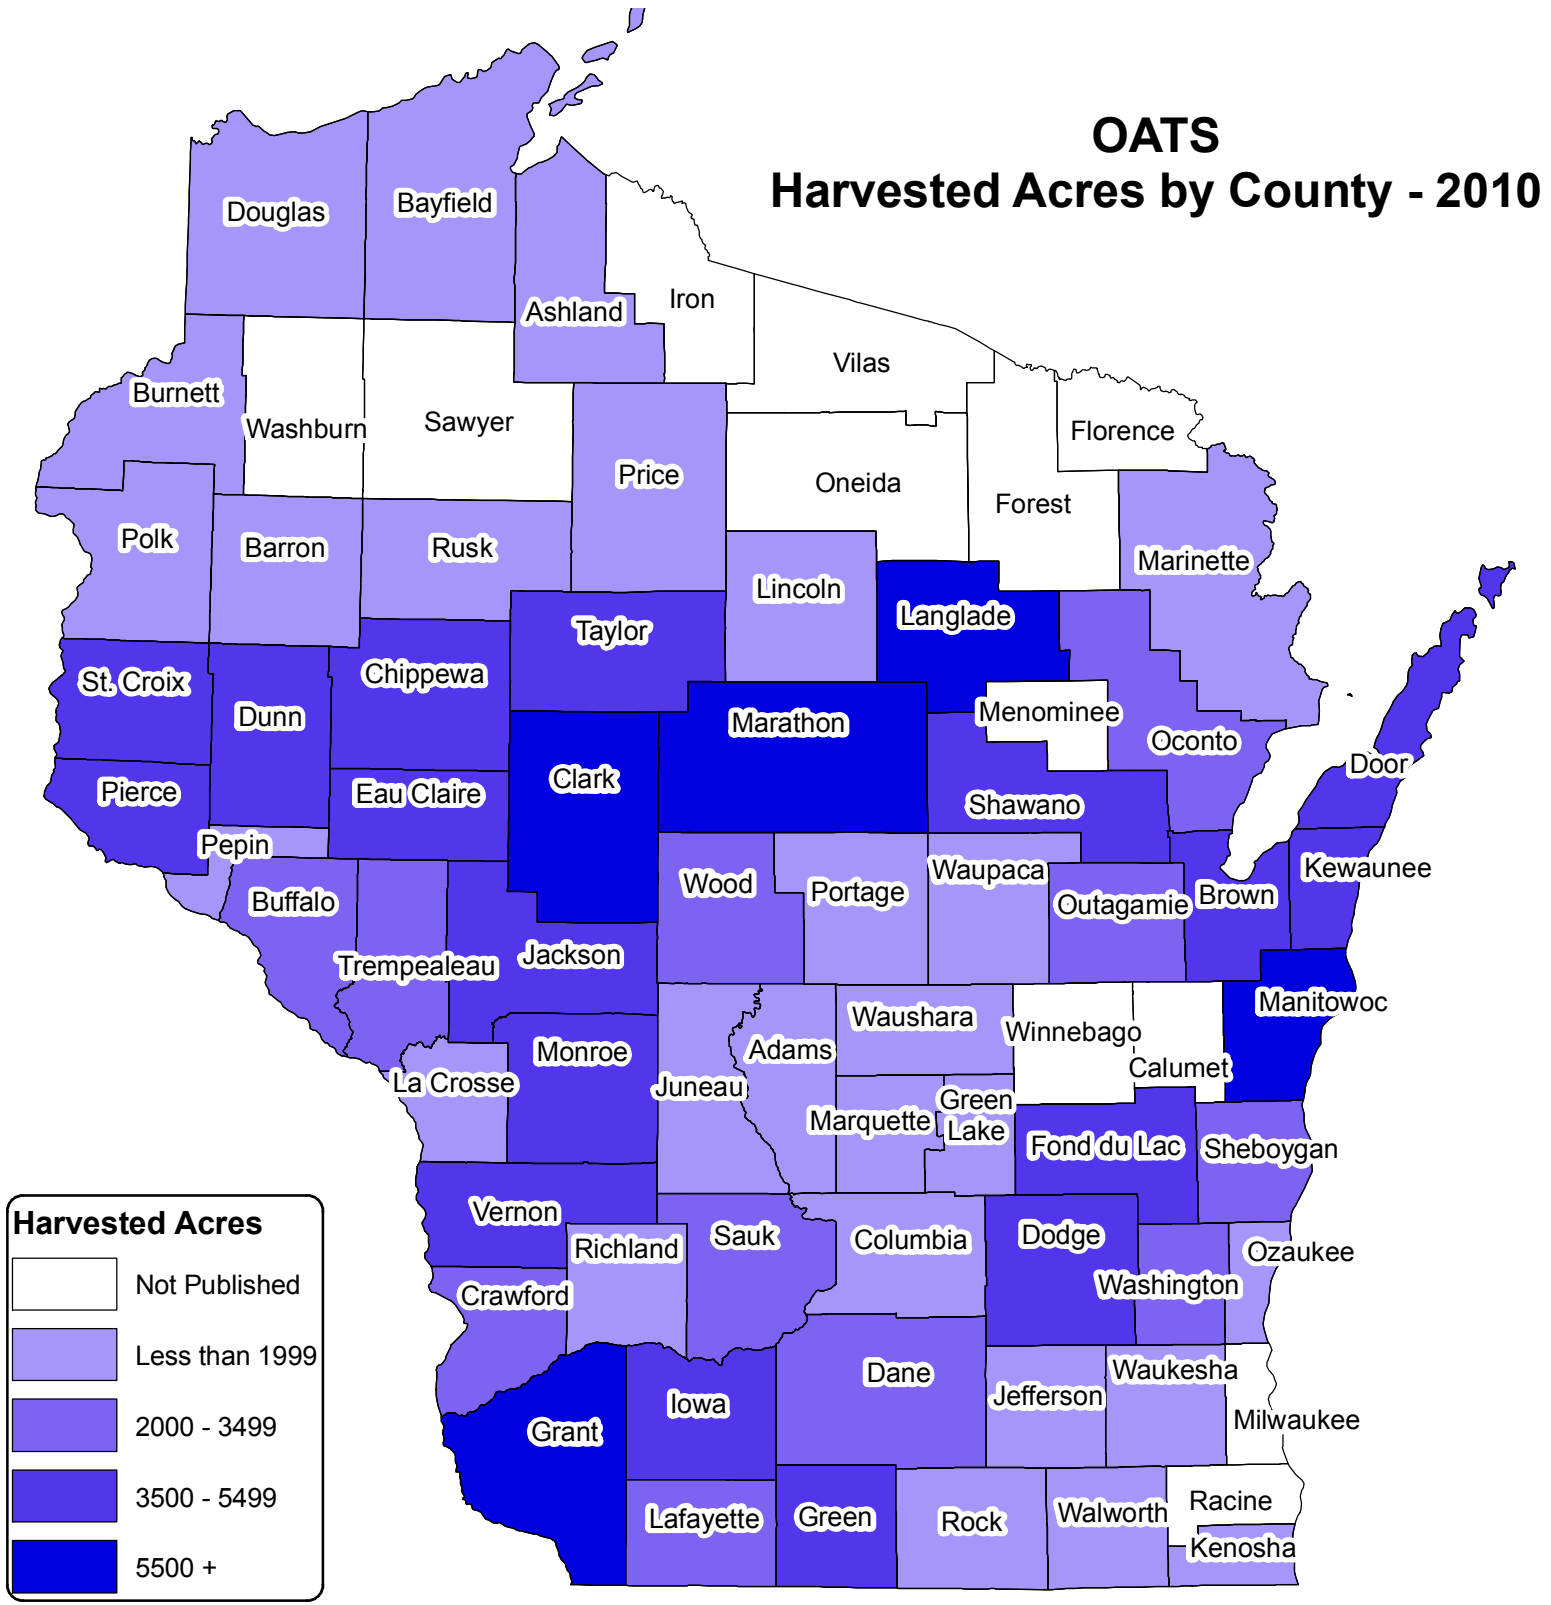 OATS
Harvested Acres by County - 2010
Douglas
Bayfield
Ashland
Iron
Vilas
Burnett
Washburn
Sawyer
Florence
Price
Oneida
Forest
Polk
Barron
Rusk
Marinette
Lincoln
Langlade
Taylor
St. Croix
Chippewa
Dunn
Marathon
Menominee
Oconto
Door
Pierce
Eau Claire
Clark
Shawano
Pepin
Wood
Portage
Waupaca
Kewaunee
Buffalo
Outagamie
Brown
Trempealeau
Jackson
Manitowoc
Waushara
Winnebago
Monroe
Adams
Calumet
La Crosse
Juneau
Marquette
Green
Lake
Fond du Lac
Sheboygan
Vernon
Richland
Sauk
Columbia
Dodge
Ozaukee
Crawford
Washington
Dane
Jefferson
Waukesha
Iowa
Milwaukee
Grant
Lafayette
Green
Rock
Walworth
Racine
Kenosha
Harvested Acres
Not Published
Less than 1999
2000 - 3499
3500 - 5499
5500 +